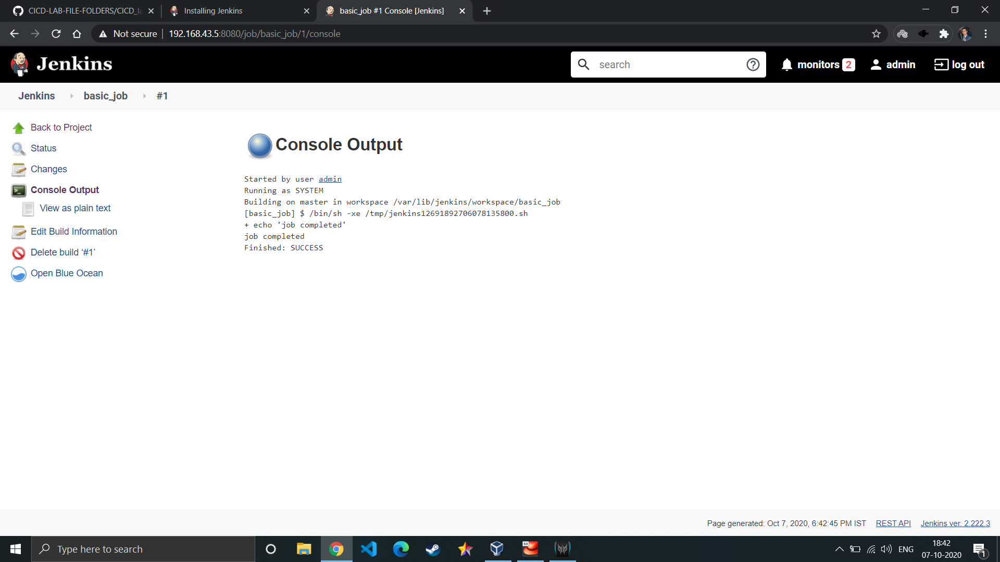 CICD-LAB-FILE-FOLDERS/CICD_la
Installing Jenkins
basic_job #1 Console [Jenkins]
Not secure
192.168.43.5:8080/job/basic_job/1/console
Jenkins
search
monitors 2
admin
log out
Jenkins
basic_job
#1
Back to Project
Status
Changes
Console Output
View as plain text
Edit Build Information
Delete build ‘#1’
Open Blue Ocean
Console Output
Started by user admin
Running as SYSTEM
Building on master in workspace /var/lib/jenkins/workspace/basic_job
[basic_job] $ /bin/sh -xe /tmp/jenkins12691892706078135800.sh
+ echo 'job completed'
job completed
Finished: SUCCESS
Page generated: Oct 7, 2020, 6:42:45 PM IST
REST API
Jenkins ver. 2.222.3
Type here to search
64
ENG
18:42
07-10-2020
1